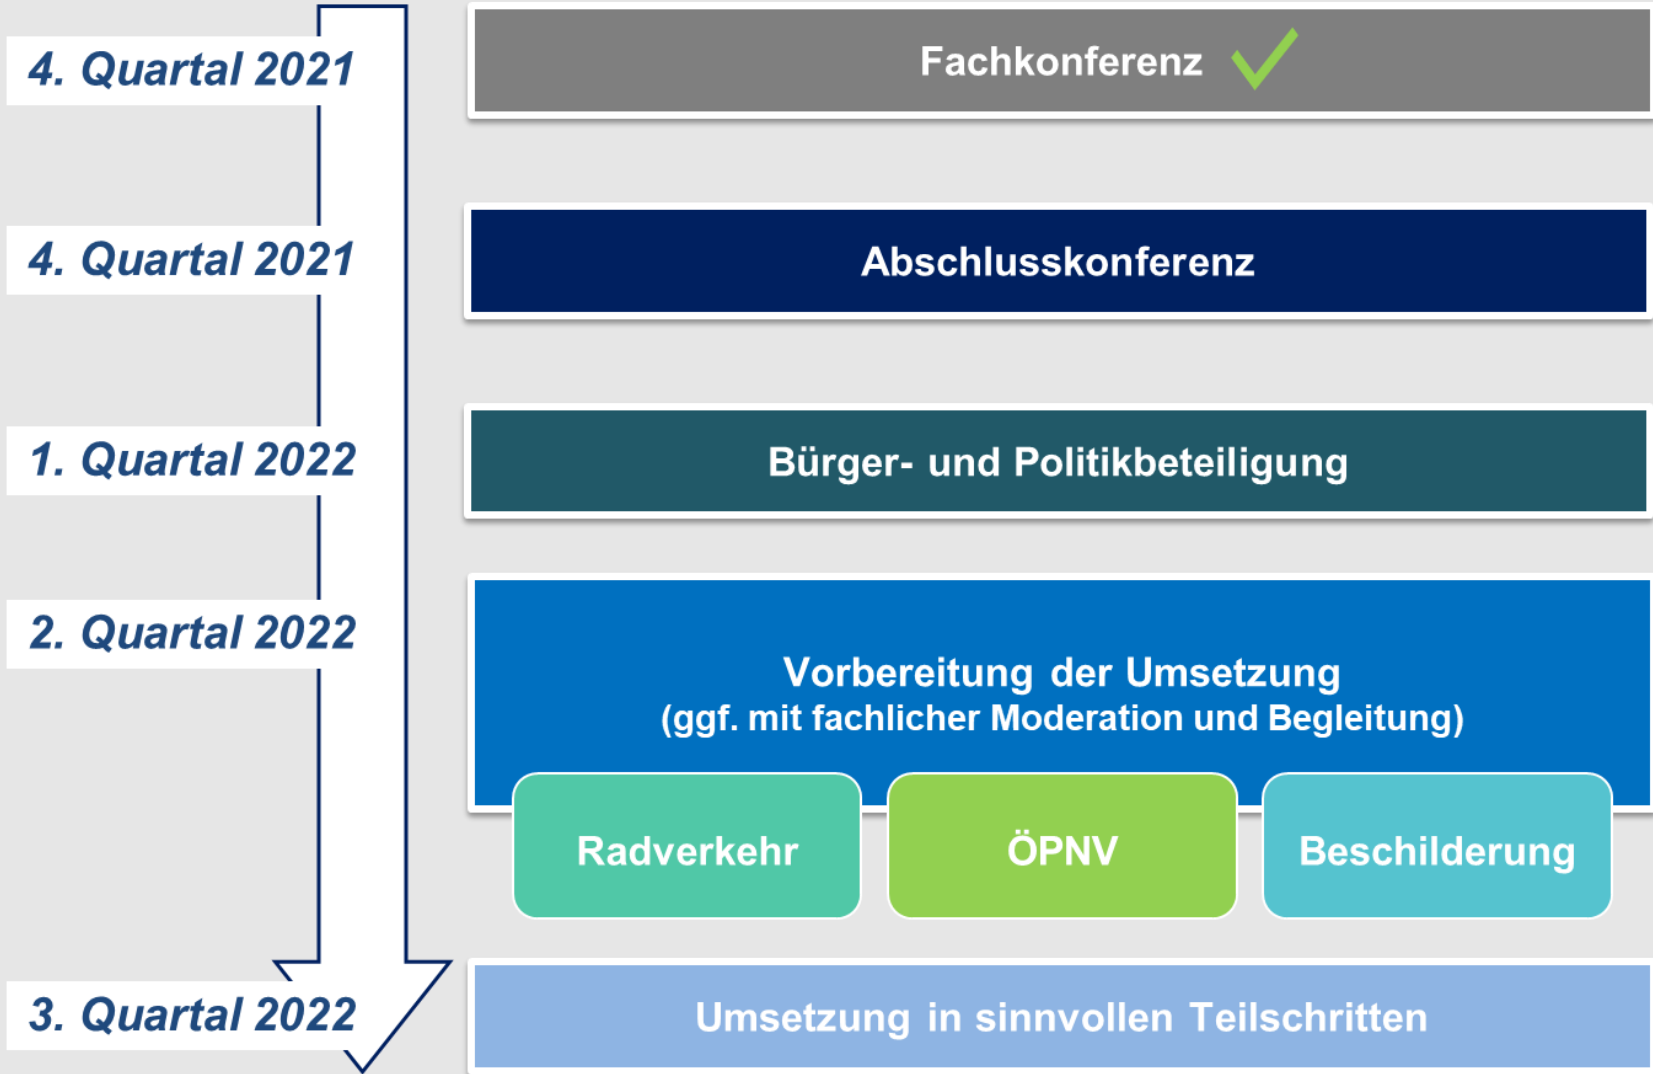 4. Quartal 2021
Fachkonferenz
4. Quartal 2021
Abschlusskonferenz
1. Quartal 2022
Bürger- und Politikbeteiligung
2. Quartal 2022
Vorbereitung der Umsetzung
(ggf. mit fachlicher Moderation und Begleitung)
Radverkehr
ÖPNV
Beschilderung
3. Quartal 2022
Umsetzung in sinnvollen Teilschritten